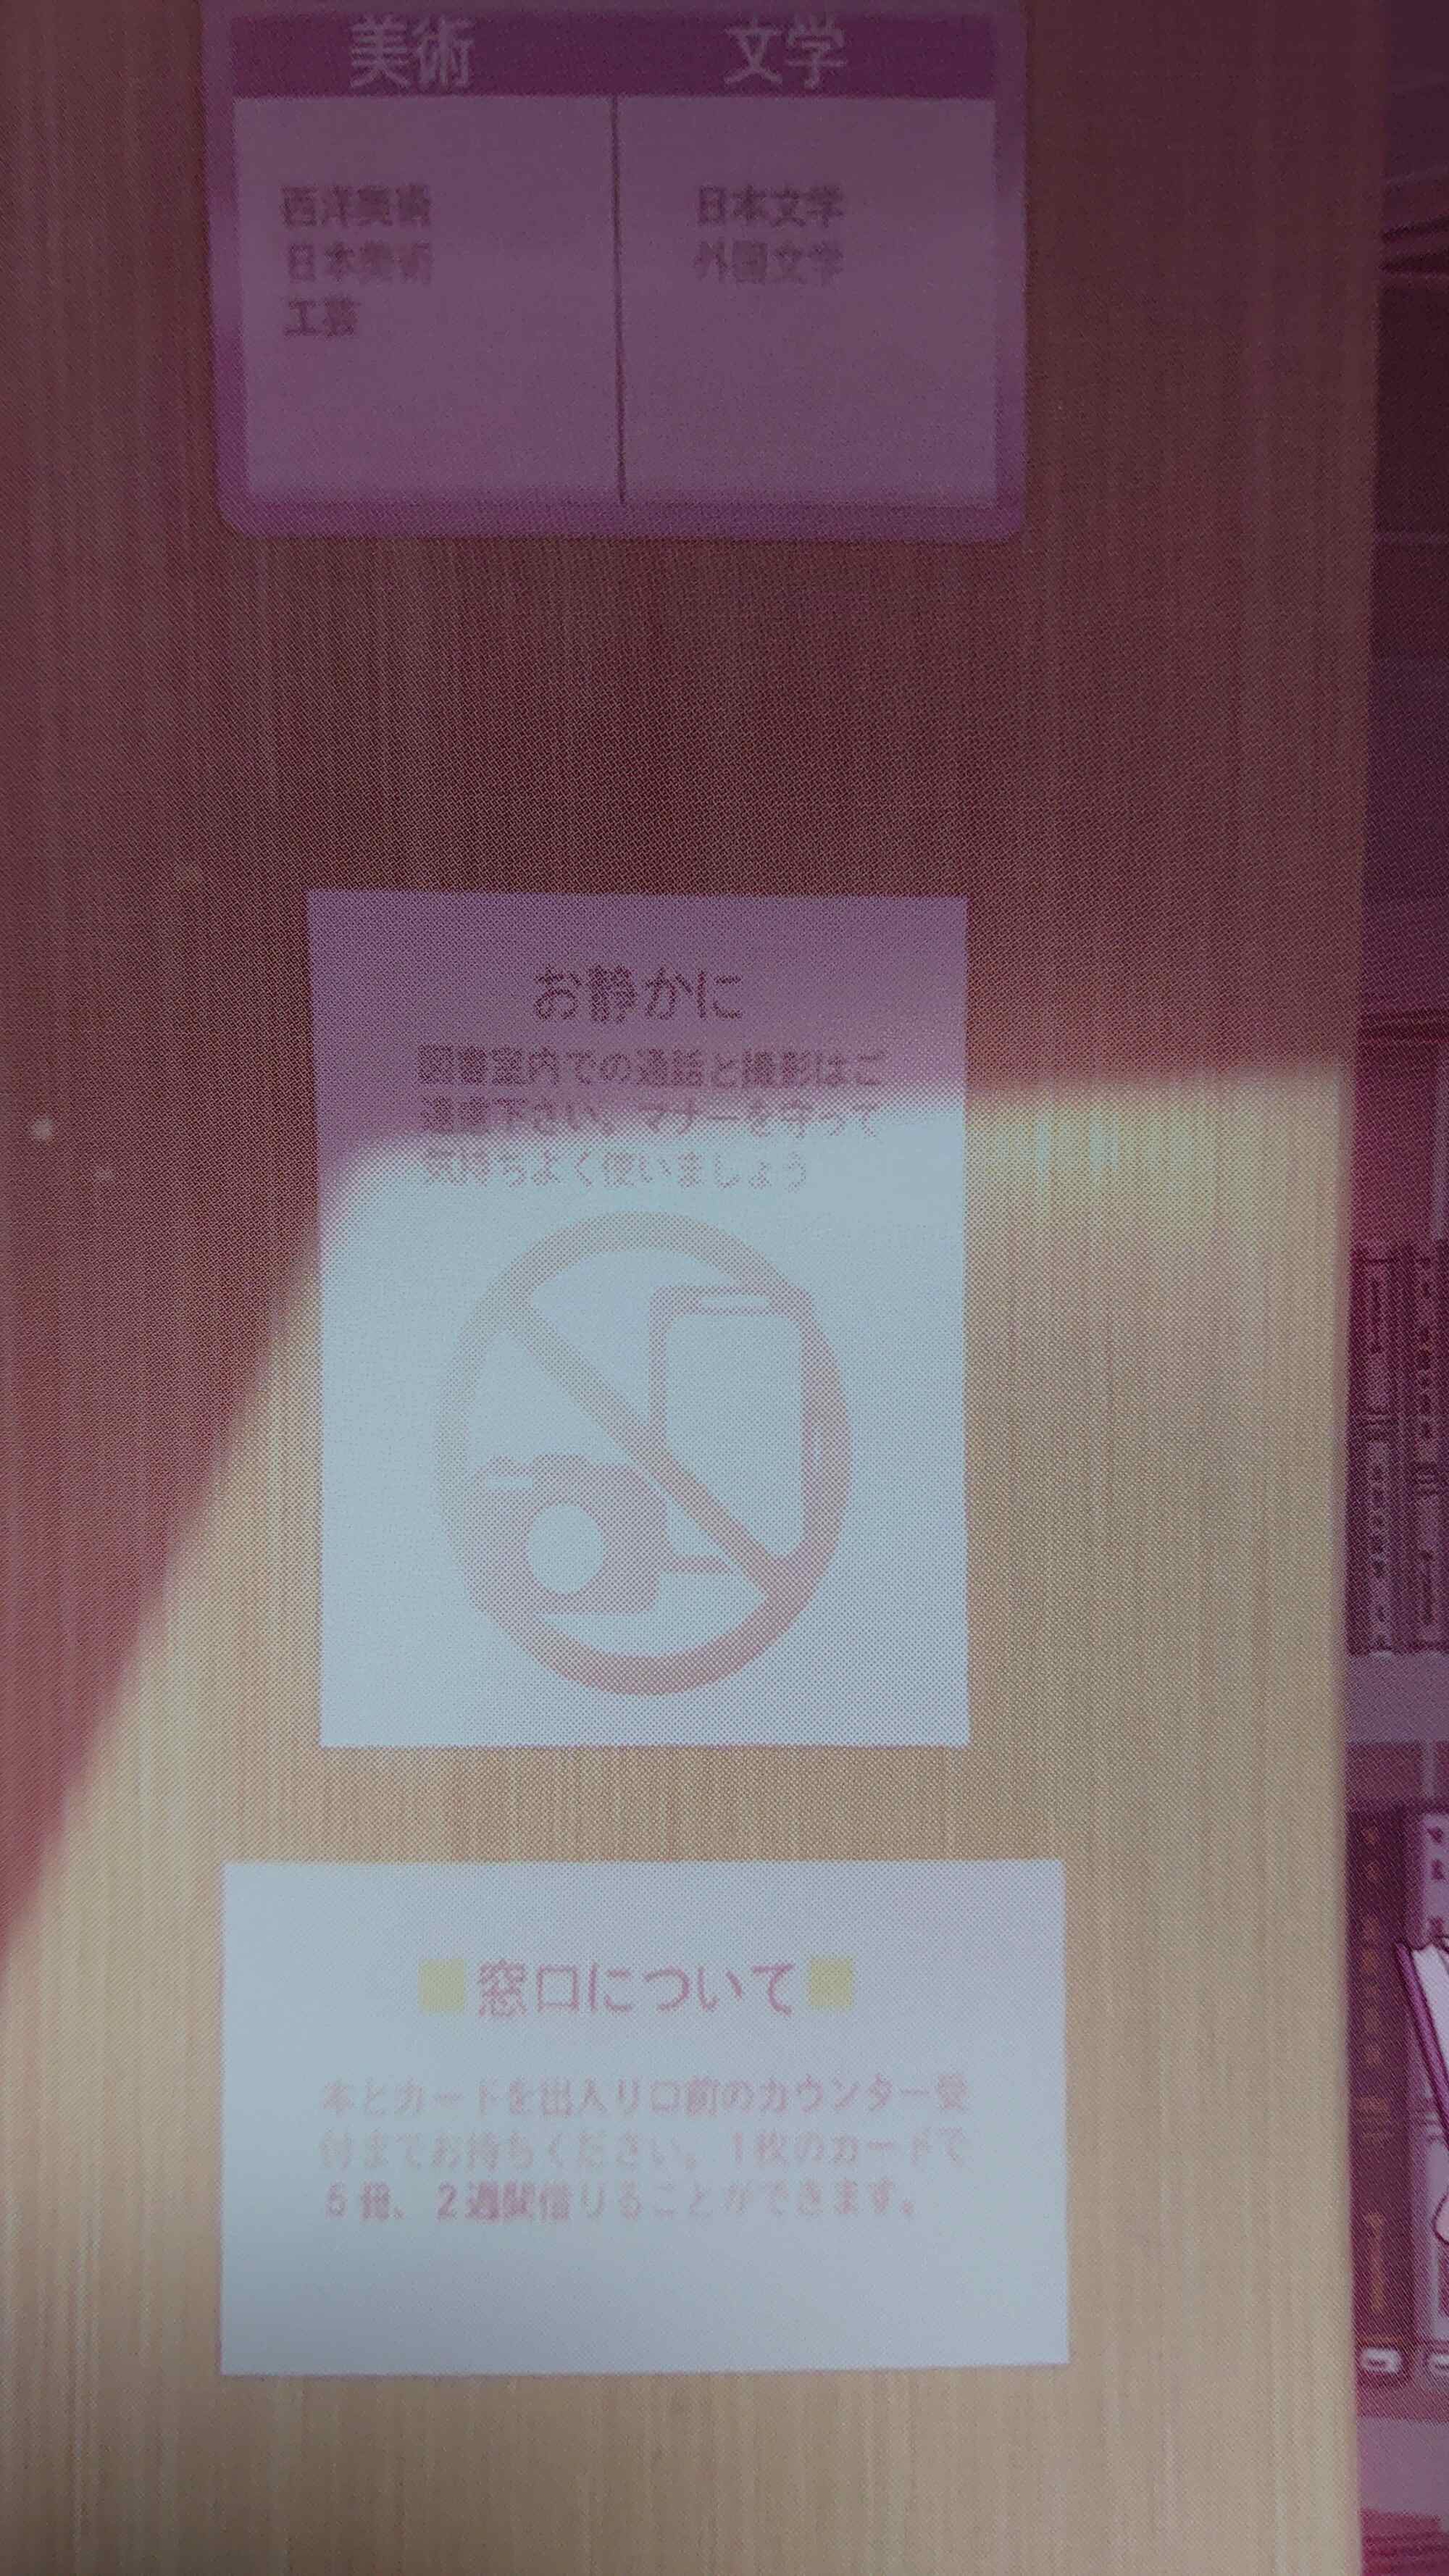 美術 文学
西洋美術 日本文学
日本美術 外国文学
工芸
お静かに
図書室内での通話と撮影はご
遠慮下さい。マナーを守って
気持ちよく使いましょう
窓口について
本とカードを出入り口前のカウンター受
付までお持ちください。1枚のカードで
5冊、2週間借りることができます。